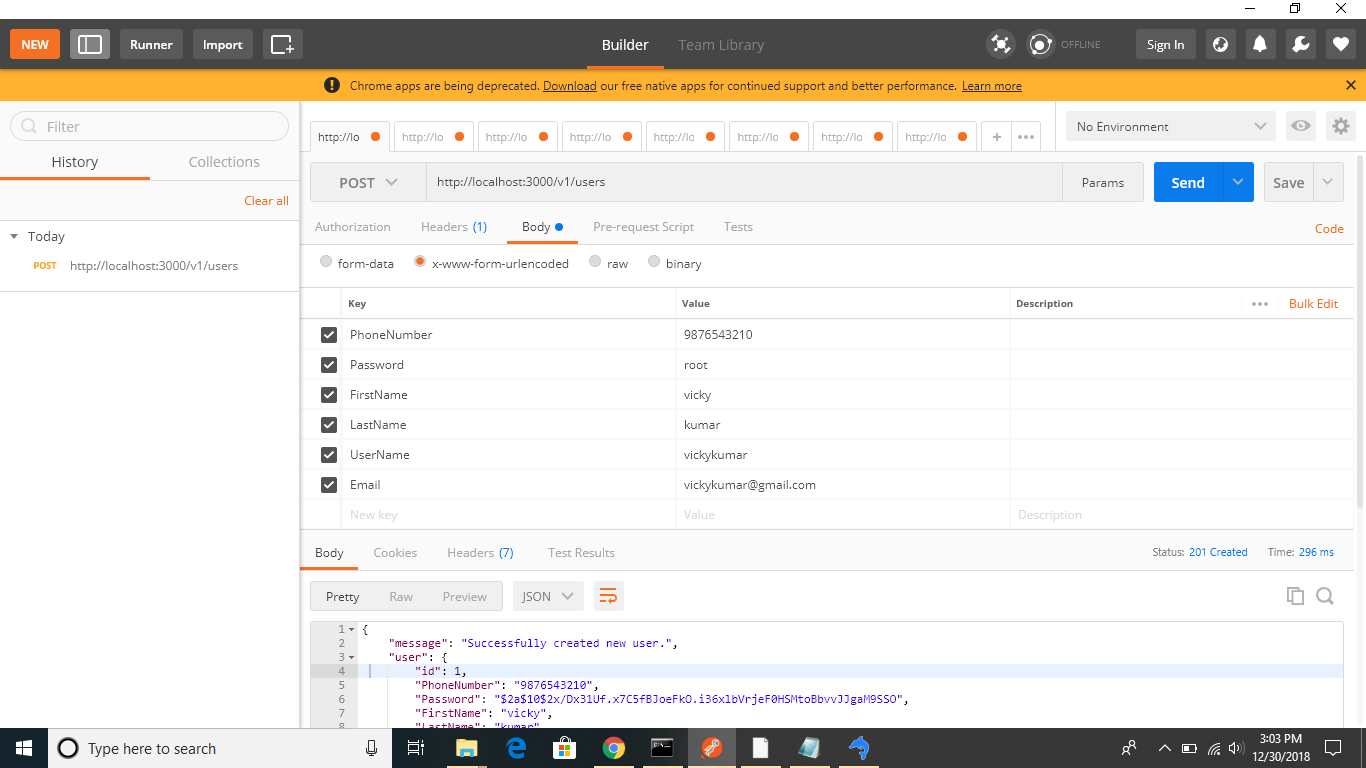 NEW Runner Import Builder Team Library OFFLINE Sign In
Chrome apps are being deprecated. Download our free native apps for continued support and better performance. Learn more
Filter
History Collections
Clear all
Today
POST http://localhost:3000/v1/users
http://lo http://lo http://lo http://lo http://lo http://lo http://lo http://lo + ••• No Environment
POST http://localhost:3000/v1/users Params Send Save
Authorization Headers (1) Body Pre-request Script Tests Code
form-data x-www-form-urlencoded raw binary
Key Value Description ••• Bulk Edit
PhoneNumber 9876543210
Password root
FirstName vicky
LastName kumar
UserName vickykumar
Email vickykumar@gmail.com
New key Value Description
Body Cookies Headers (7) Test Results Status: 201 Created Time: 296 ms
Pretty Raw Preview JSON
1 {
2 "message": "Successfully created new user.",
3 "user": {
4 "id": 1,
5 "PhoneNumber": "9876543210",
6 "Password": "$2a$10$2x/Dx31Uf.x7C5fBJoeFkO.i36xlbVrjeF0HSMtoBbvvJJgaM9SSO",
7 "FirstName": "vicky",
8 "LastName": "kumar"
Type here to search
3:03 PM
12/30/2018